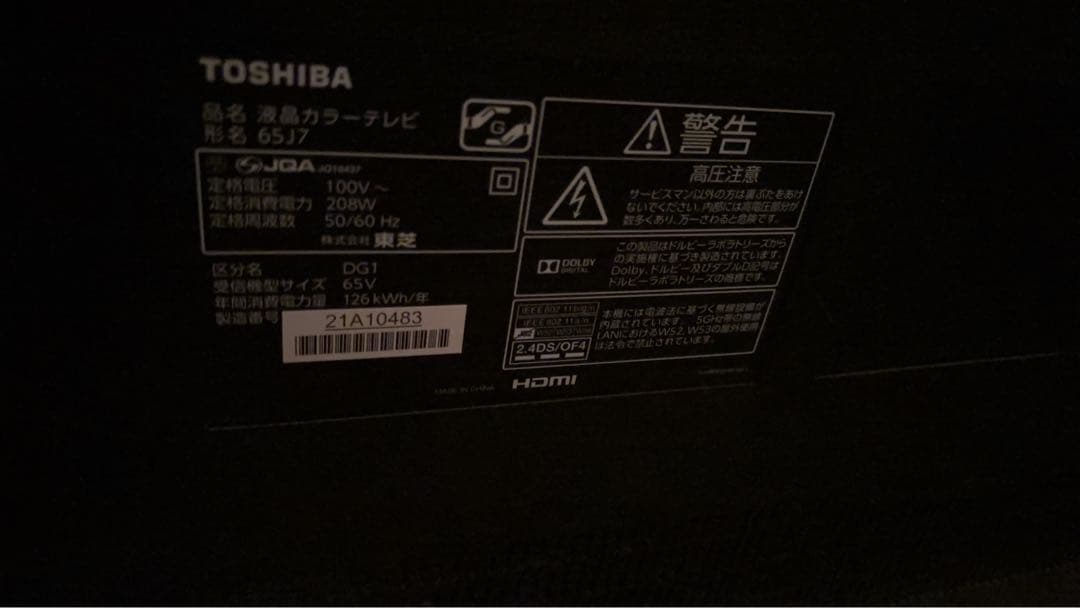 TOSHIBA
品名 液晶カラーテレビ
形名 65J7
G
JQA JQ10437
定格電圧 100V～
定格消費電力 208W
定格周波数 50/60 Hz
株式会社 東芝
区分名 DG1
受信機型サイズ 65V
年間消費電力量 126kWh/年
製造番号
21A10483
警告
高圧注意
サービスマン以外の方は裏ぶたをあけ
ないでください。内部には高電圧部分が
数多くあり、万一さわると危険です。
DOLBY
DIGITAL
この製品はドルビーラボラトリーズから
の実施権に基づき製造されています。
Dolby、ドルビー及びダブルD記号は
ドルビーラボラトリーズの商標です。
IEEE802.11b/g/n
IEEE802.11a/n
2.4DS/OF4
本機には電波法に基づく無線設備が
内蔵されています。 5GHz帯の無線
LANにおけるW52、W53の屋外使用
は法令で禁止されています。
MADE IN CHINA
HDMI